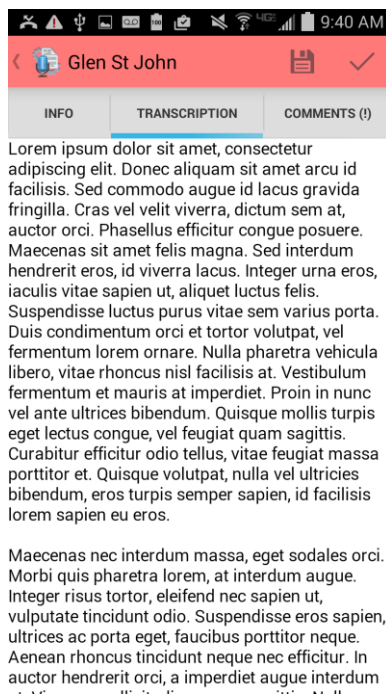 4G 9:40 AM
Glen St John
INFO TRANSCRIPTION COMMENTS (!)
Lorem ipsum dolor sit amet, consectetur
adipiscing elit. Donec aliquam sit amet arcu id
facilisis. Sed commodo augue id lacus gravida
fringilla. Cras vel velit viverra, dictum sem at,
auctor orci. Phasellus efficitur congue posuere.
Maecenas sit amet felis magna. Sed interdum
hendrerit eros, id viverra lacus. Integer urna eros,
iaculis vitae sapien ut, aliquet luctus felis.
Suspendisse luctus purus vitae sem varius porta.
Duis condimentum orci et tortor volutpat, vel
fermentum lorem ornare. Nulla pharetra vehicula
libero, vitae rhoncus nisl facilisis at. Vestibulum
fermentum et mauris at imperdiet. Proin in nunc
vel ante ultrices bibendum. Quisque mollis turpis
eget lectus congue, vel feugiat quam sagittis.
Curabitur efficitur odio tellus, vitae feugiat massa
porttitor et. Quisque volutpat, nulla vel ultricies
bibendum, eros turpis semper sapien, id facilisis
lorem sapien eu eros.
Maecenas nec interdum massa, eget sodales orci.
Morbi quis pharetra lorem, at interdum augue.
Integer risus tortor, eleifend nec sapien ut,
vulputate tincidunt odio. Suspendisse eros sapien,
ultrices ac porta eget, faucibus porttitor neque.
Aenean rhoncus tincidunt neque nec efficitur. In
auctor hendrerit orci, a imperdiet augue interdum